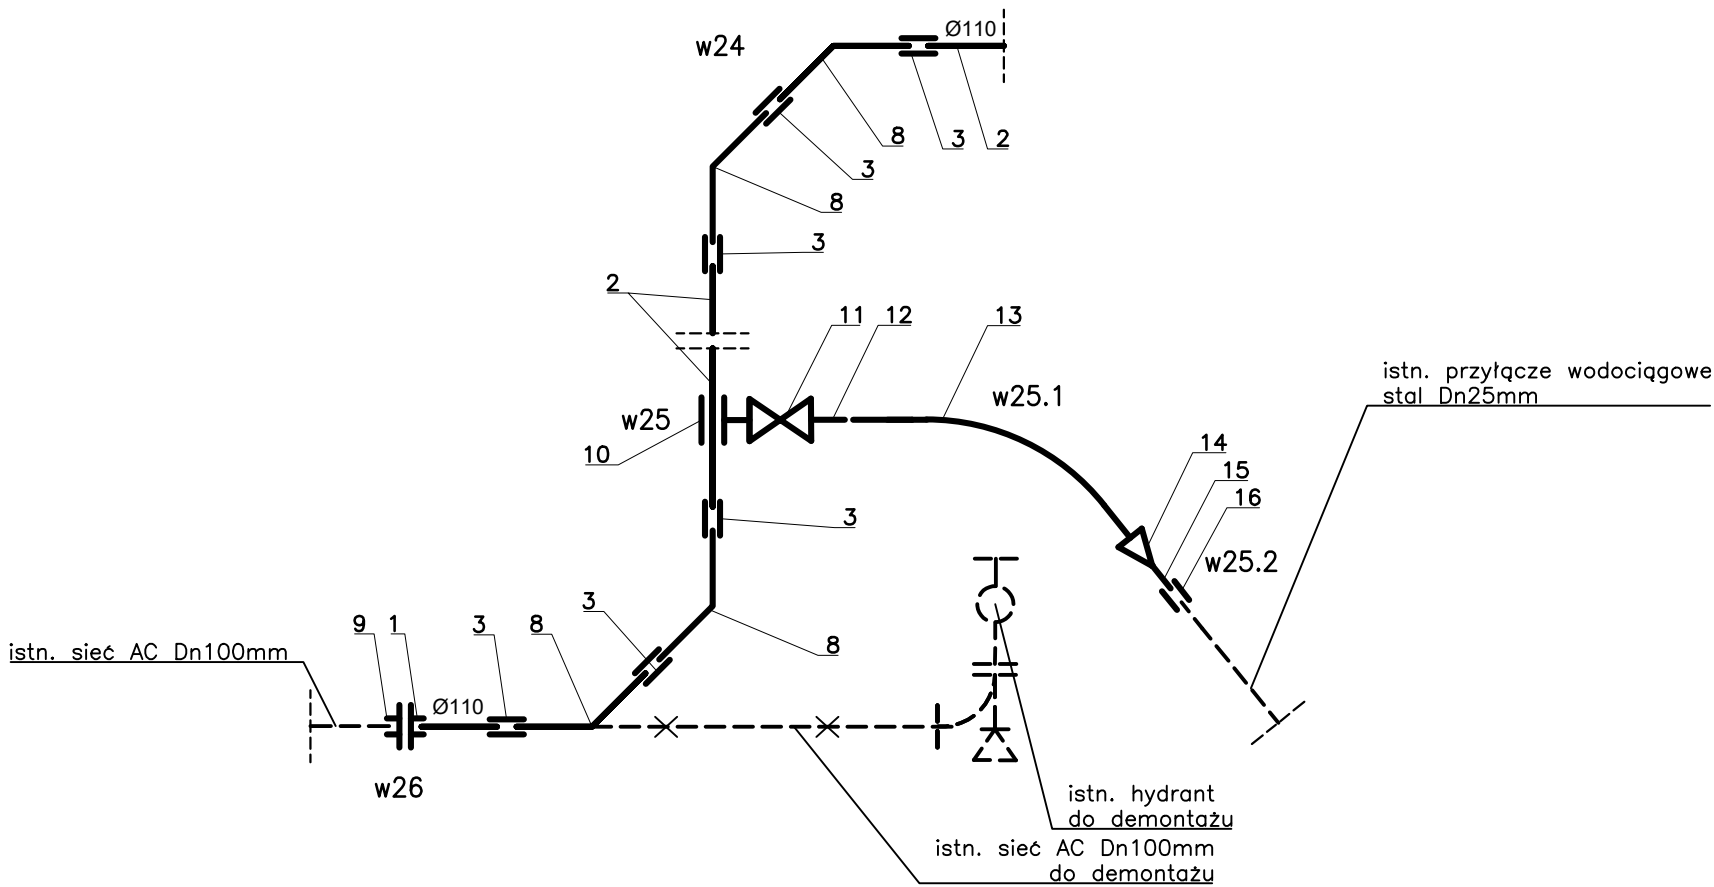 Ø110
w24
8
3
2
3
8
3
2
11
12
13
istn. przyłącze wodociągowe
stal Dn25mm
w25.1
w25
10
14
15
16
3
w25.2
3
9
1
3
8
8
istn. sieć AC Dn100mm
Ø110
w26
istn. hydrant
do demontażu
istn. sieć AC Dn100mm
do demontażu